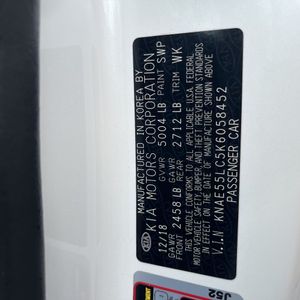 MANUFACTURED IN KOREA BY
KIA MOTORS CORPORATION
12/18 GVWR 5004 LB PAINT SWP
GAWR FRONT 2458 LB GAWR REAR 2712 LB TRIM WK
THIS VEHICLE CONFORMS TO ALL APPLICABLE U.S.A. FEDERAL
MOTOR VEHICLE SAFETY, BUMPER, AND THEFT PREVENTION STANDARDS
IN EFFECT ON THE DATE OF MANUFACTURE SHOWN ABOVE
V.I.N KNAE55LC5K6058452
PASSENGER CAR
KIA
J52